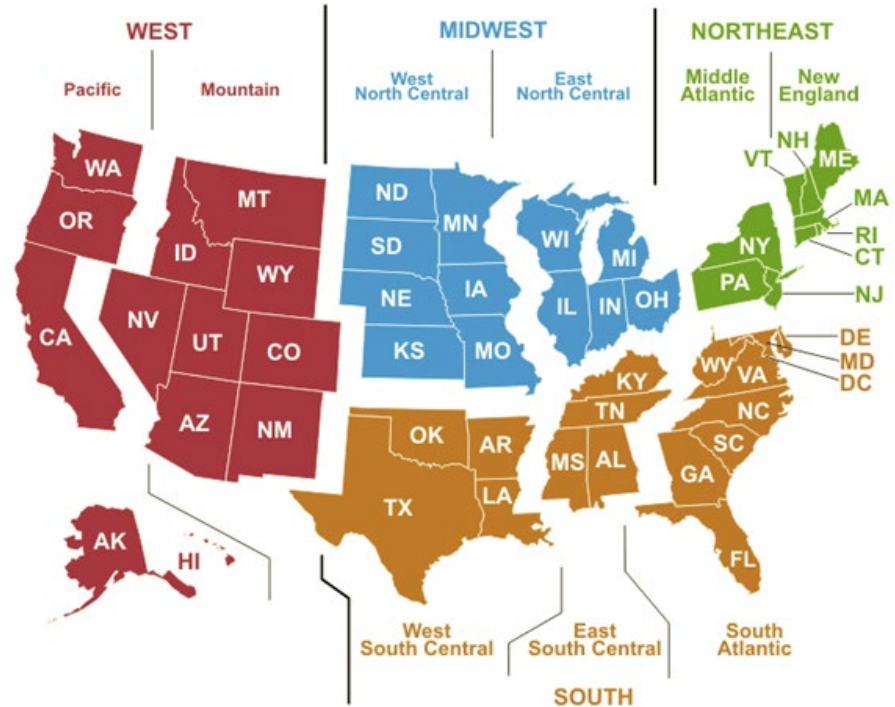 WEST
MIDWEST
NORTHEAST
Pacific
Mountain
West
North Central
East
North Central
Middle
Atlantic
New
England
WA
OR
CA
MT
ID
WY
NV
UT
CO
AZ
NM
AK
HI
ND
SD
NE
KS
MN
IA
MO
WI
MI
IL
IN
OH
NH
VT
ME
MA
RI
CT
NY
PA
NJ
DE
MD
DC
WV
VA
NC
SC
GA
FL
KY
TN
MS
AL
OK
AR
TX
LA
West
South Central
East
South Central
South
Atlantic
SOUTH